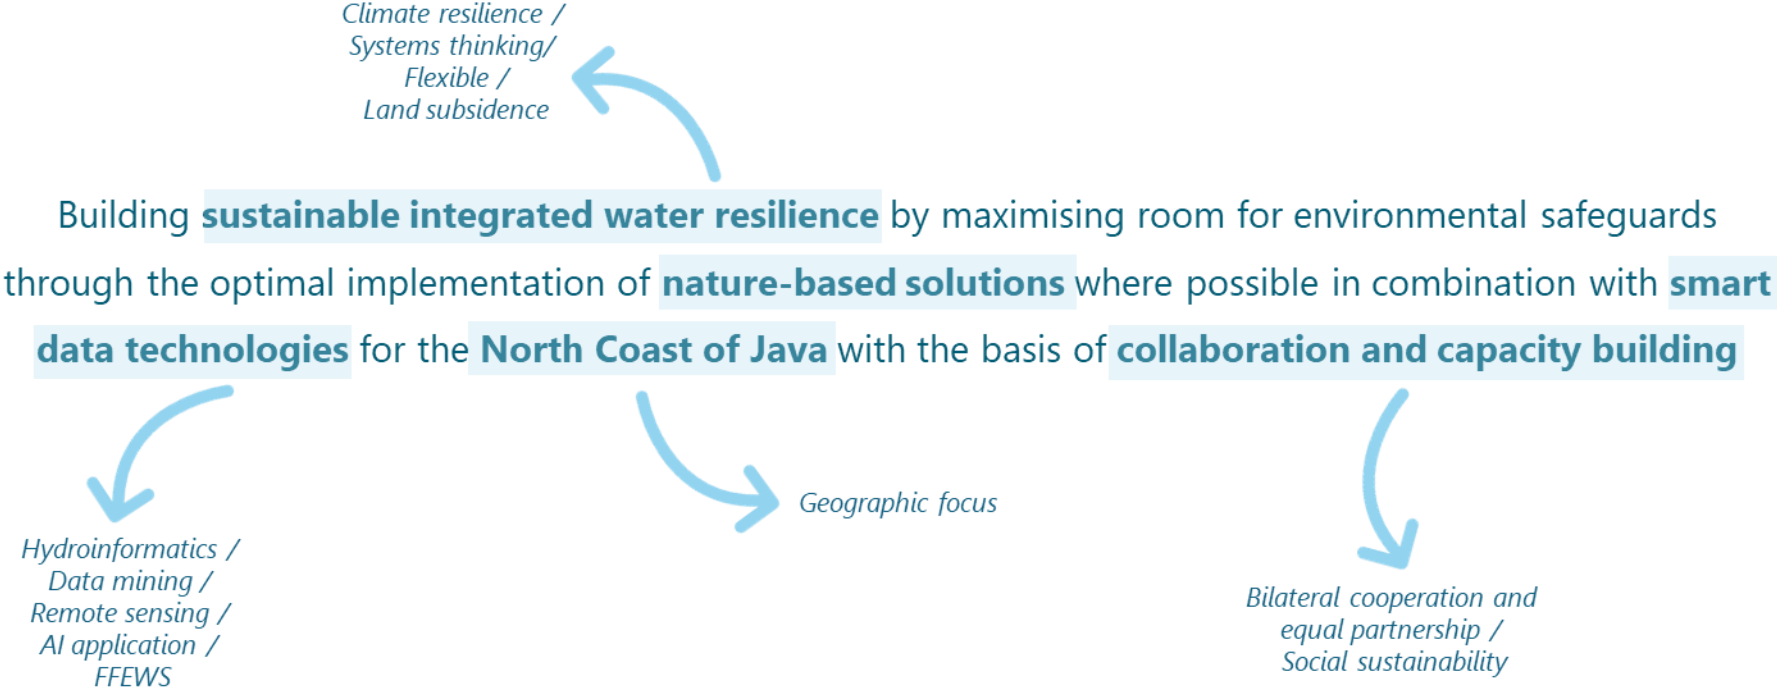 Climate resilience /
Systems thinking/
Flexible /
Land subsidence
Building sustainable integrated water resilience by maximising room for environmental safeguards
through the optimal implementation of nature-based solutions where possible in combination with smart
data technologies for the North Coast of Java with the basis of collaboration and capacity building
Geographic focus
Hydroinformatics /
Data mining /
Remote sensing /
AI application /
FFEWS
Bilateral cooperation and
equal partnership /
Social sustainability